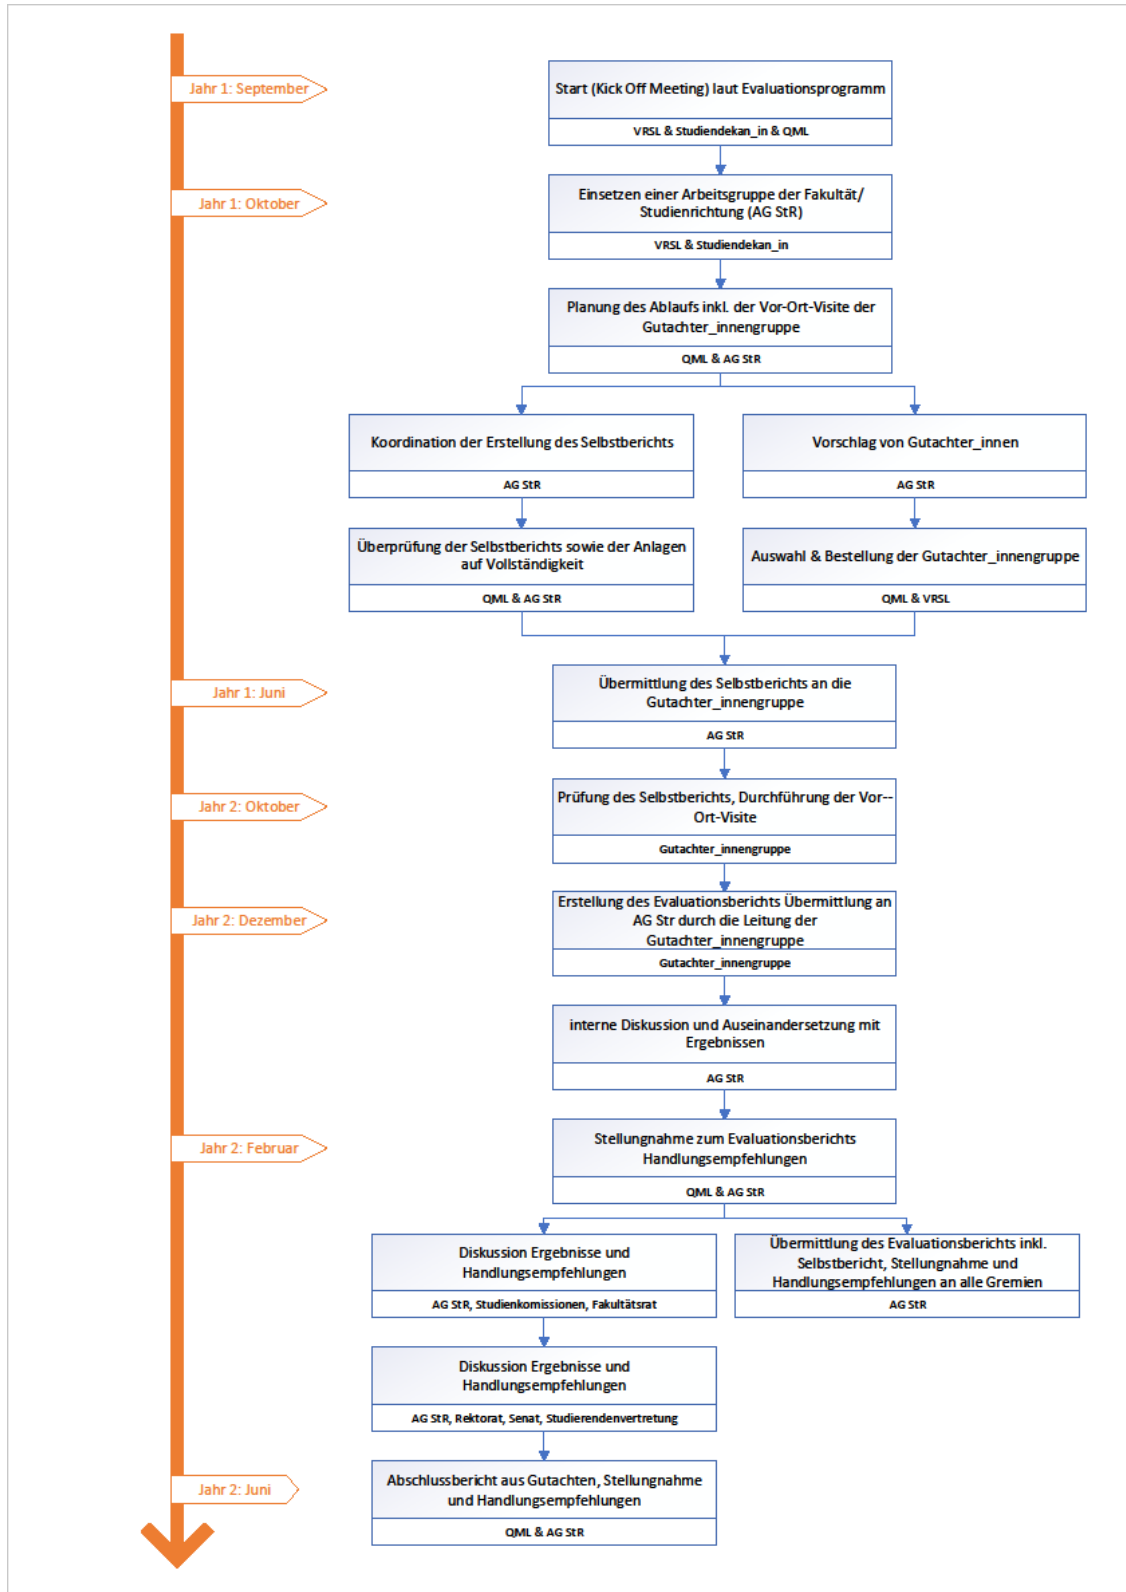 Jahr 1: September
Start (Kick Off Meeting) laut Evaluationsprogramm
VRSL & Studiendekan_in & QML
Jahr 1: Oktober
Einsetzen einer Arbeitsgruppe der Fakultät/
Studienrichtung (AG StR)
VRSL & Studiendekan_in
Planung des Ablaufs inkl. der Vor-Ort-Visite der
Gutachter_innengruppe
QML & AG StR
Koordination der Erstellung des Selbstberichts
AG StR
Vorschlag von Gutachter_innen
AG StR
Überprüfung der Selbstberichts sowie der Anlagen
auf Vollständigkeit
QML & AG StR
Auswahl & Bestellung der Gutachter_innengruppe
QML & VRSL
Jahr 1: Juni
Übermittlung des Selbstberichts an die
Gutachter_innengruppe
AG StR
Jahr 2: Oktober
Prüfung des Selbstberichts, Durchführung der Vor--
Ort-Visite
Gutachter_innengruppe
Jahr 2: Dezember
Erstellung des Evaluationsberichts Übermittlung an
AG Str durch die Leitung der
Gutachter_innengruppe
Gutachter_innengruppe
interne Diskussion und Auseinandersetzung mit
Ergebnissen
AG StR
Jahr 2: Februar
Stellungnahme zum Evaluationsberichts
Handlungsempfehlungen
QML & AG StR
Diskussion Ergebnisse und
Handlungsempfehlungen
AG StR, Studienkomissionen, Fakultätsrat
Übermittlung des Evaluationsberichts inkl.
Selbstbericht, Stellungnahme und
Handlungsempfehlungen an alle Gremien
AG StR
Diskussion Ergebnisse und
Handlungsempfehlungen
AG StR, Rektorat, Senat, Studierendenvertretung
Jahr 2: Juni
Abschlussbericht aus Gutachten, Stellungnahme
und Handlungsempfehlungen
QML & AG StR